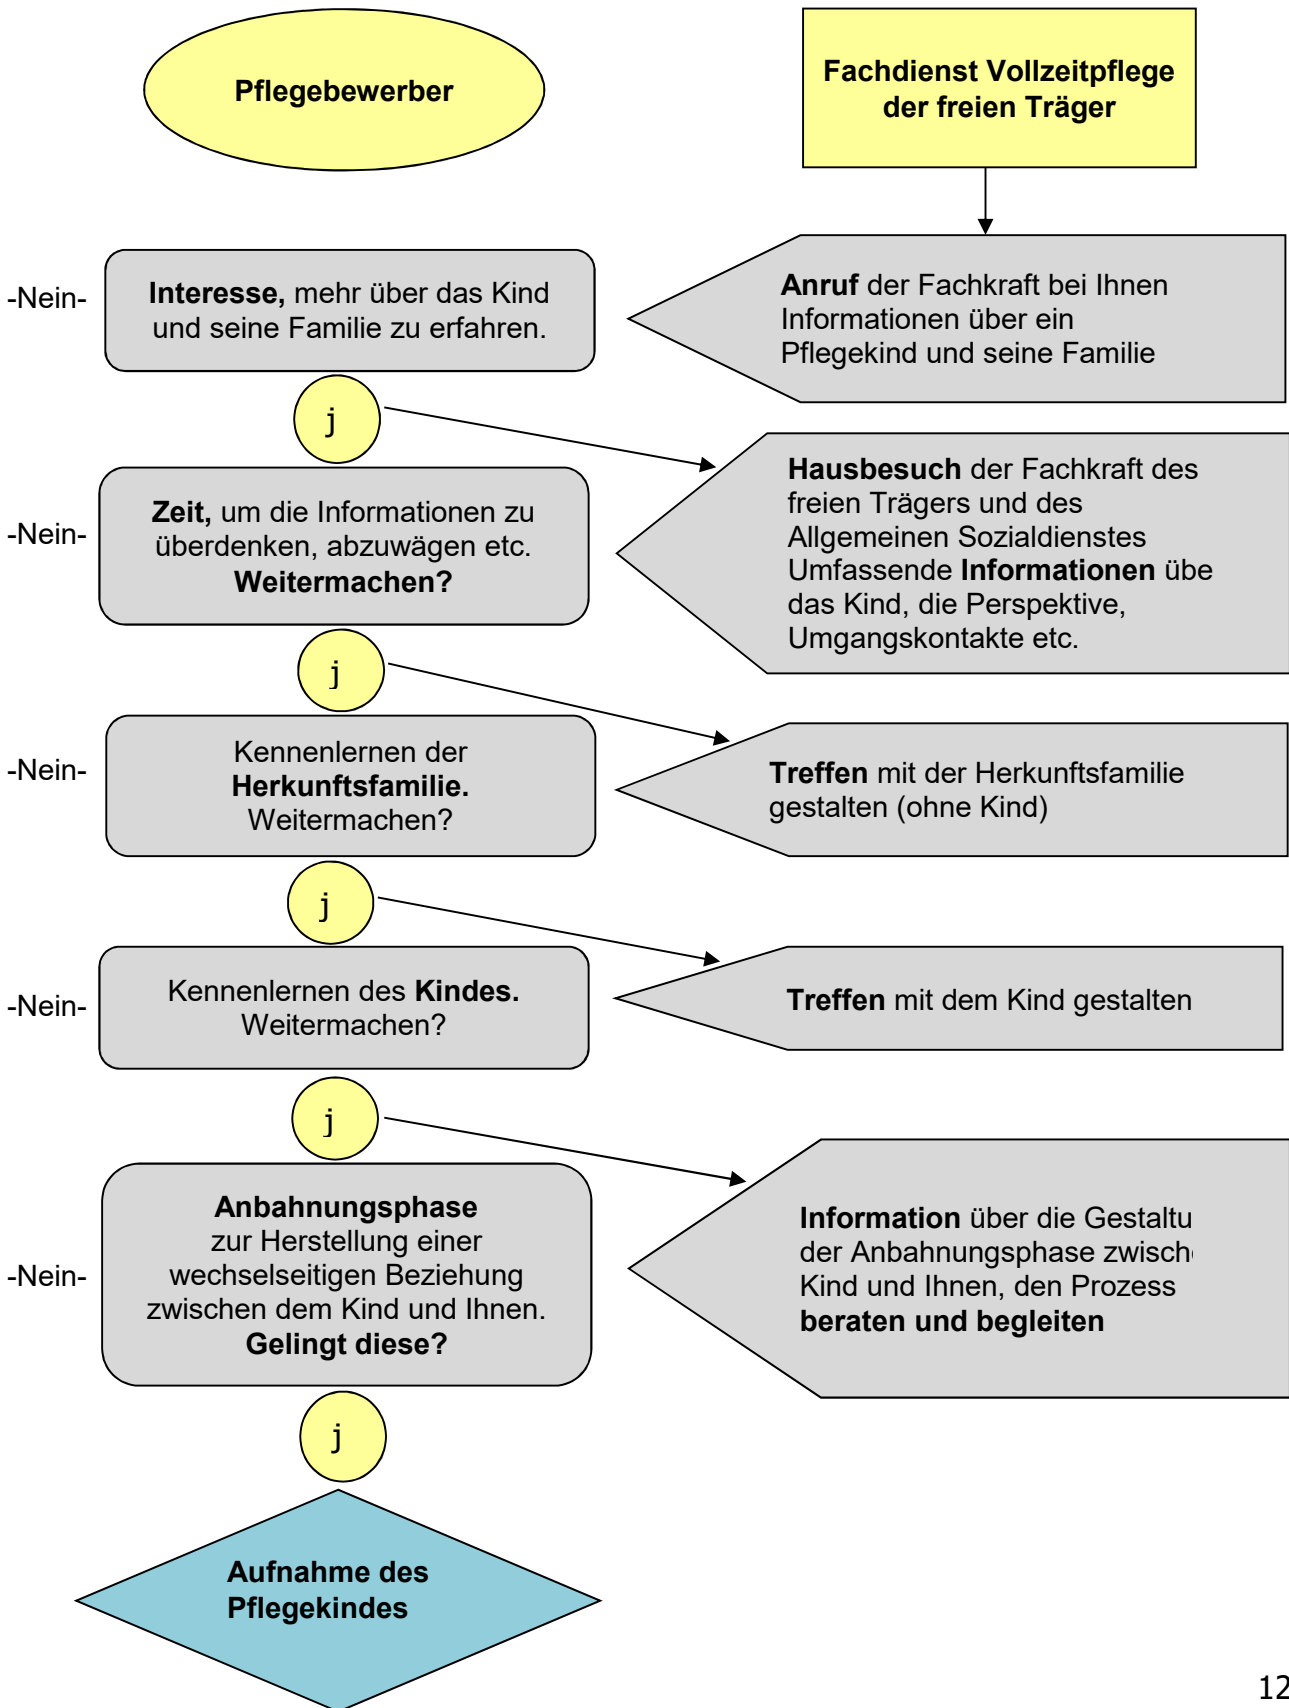 Pflegebewerber
Fachdienst Vollzeitpflege
der freien Träger
-Nein-
Interesse, mehr über das Kind
und seine Familie zu erfahren.
Anruf der Fachkraft bei Ihnen
Informationen über ein
Pflegekind und seine Familie
j
-Nein-
Zeit, um die Informationen zu
überdenken, abzuwägen etc.
Weitermachen?
Hausbesuch der Fachkraft des
freien Trägers und des
Allgemeinen Sozialdienstes
Umfassende Informationen übe
das Kind, die Perspektive,
Umgangskontakte etc.
j
-Nein-
Kennenlernen der
Herkunftsfamilie.
Weitermachen?
Treffen mit der Herkunftsfamilie
gestalten (ohne Kind)
j
-Nein-
Kennenlernen des Kindes.
Weitermachen?
Treffen mit dem Kind gestalten
j
-Nein-
Anbahnungsphase
zur Herstellung einer
wechselseitigen Beziehung
zwischen dem Kind und Ihnen.
Gelingt diese?
Information über die Gestaltu
der Anbahnungsphase zwisch
Kind und Ihnen, den Prozess
beraten und begleiten
j
Aufnahme des
Pflegekindes
12